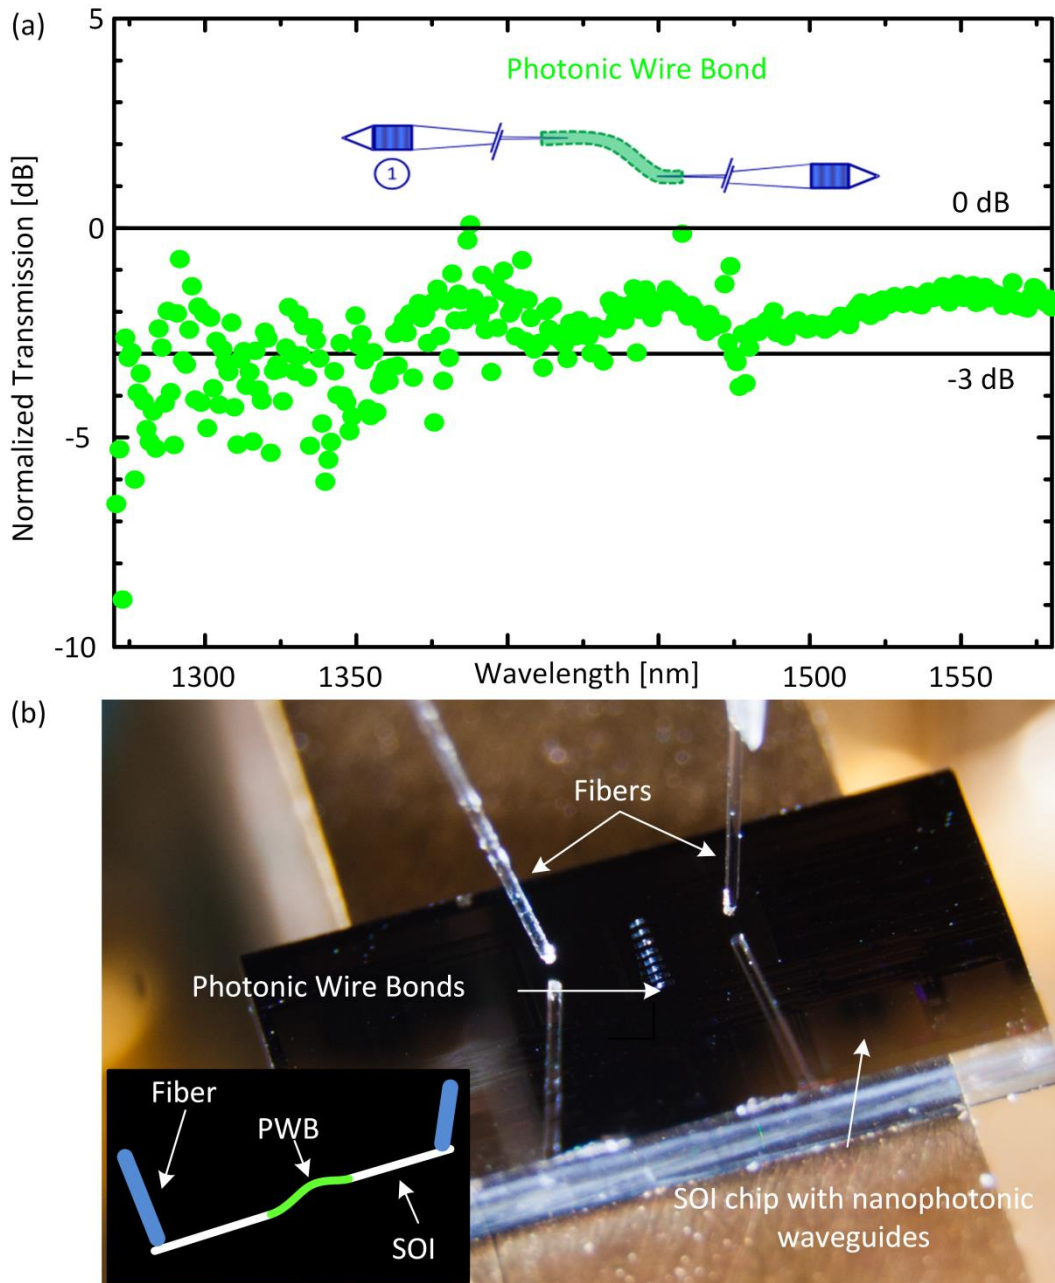 (a)
5
Photonic Wire Bond
1
0 dB
0
-3 dB
-5
-10
Normalized Transmission [dB]
1300
1350
Wavelength [nm]
1500
1550
(b)
Fibers
Photonic Wire Bonds
Fiber
PWB
SOI
SOI chip with nanophotonic
waveguides